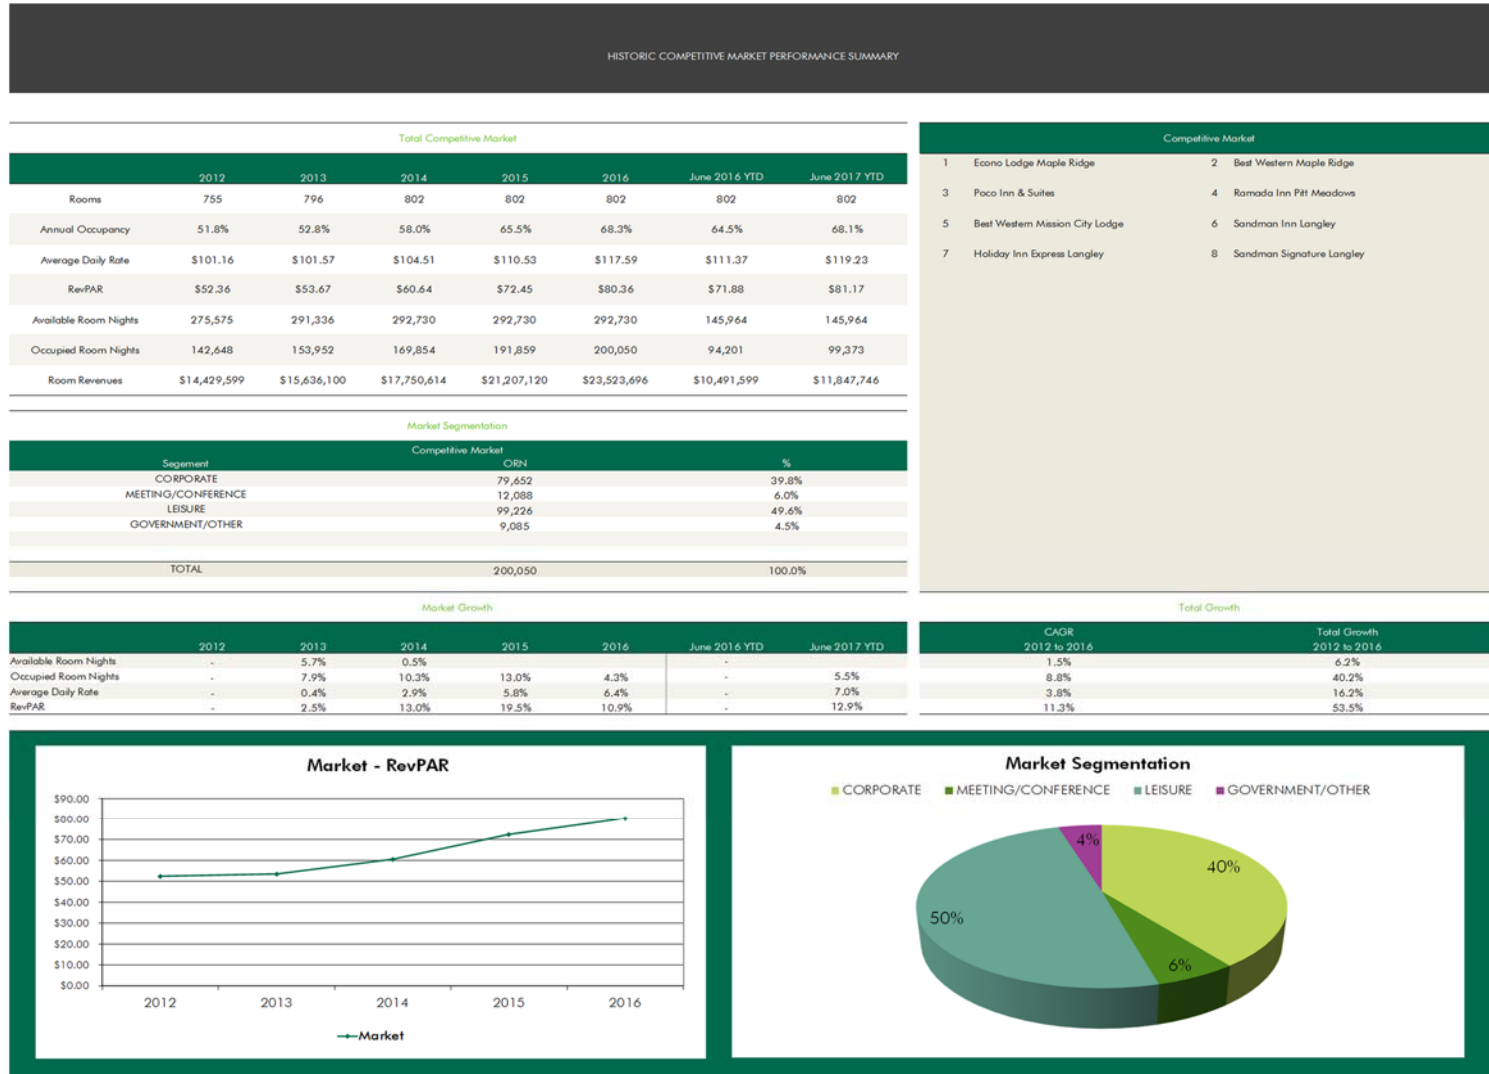 HISTORIC COMPETITIVE MARKET PERFORMANCE SUMMARY
Total Competitive Market
2012 2013 2014 2015 2016 June 2016 YTD June 2017 YTD
Rooms 755 796 802 802 802 802 802
Annual Occupancy 51.8% 52.8% 58.0% 65.5% 68.3% 64.5% 68.1%
Average Daily Rate $101.16 $101.57 $104.51 $110.53 $117.59 $111.37 $119.23
RevPAR $52.36 $53.67 $60.64 $72.45 $80.36 $71.88 $81.17
Available Room Nights 275,575 291,336 292,730 292,730 292,730 145,964 145,964
Occupied Room Nights 142,648 153,952 169,854 191,859 200,050 94,201 99,373
Room Revenues $14,429,599 $15,636,100 $17,750,614 $21,207,120 $23,523,696 $10,491,599 $11,847,746
Competitive Market
1 Econo Lodge Maple Ridge 2 Best Western Maple Ridge
3 Poco Inn & Suites 4 Ramada Inn Pitt Meadows
5 Best Western Mission City Lodge 6 Sandman Inn Langley
7 Holiday Inn Express Langley 8 Sandman Signature Langley
Market Segmentation
Competitive Market
Segement ORN %
CORPORATE 79,652 39.8%
MEETING/CONFERENCE 12,088 6.0%
LEISURE 99,226 49.6%
GOVERNMENT/OTHER 9,085 4.5%
TOTAL 200,050 100.0%
Market Growth
2012 2013 2014 2015 2016 June 2016 YTD June 2017 YTD
Available Room Nights - 5.7% 0.5% -
Occupied Room Nights - 7.9% 10.3% 13.0% 4.3% - 5.5%
Average Daily Rate - 0.4% 2.9% 5.8% 6.4% - 7.0%
RevPAR - 2.5% 13.0% 19.5% 10.9% - 12.9%
Total Growth
CAGR Total Growth
2012 to 2016 2012 to 2016
1.5% 6.2%
8.8% 40.2%
3.8% 16.2%
11.3% 53.5%
Market - RevPAR
$90.00
$80.00
$70.00
$60.00
$50.00
$40.00
$30.00
$20.00
$10.00
$0.00
2012 2013 2014 2015 2016
Market
Market Segmentation
CORPORATE MEETING/CONFERENCE LEISURE GOVERNMENT/OTHER
4%
40%
50%
6%